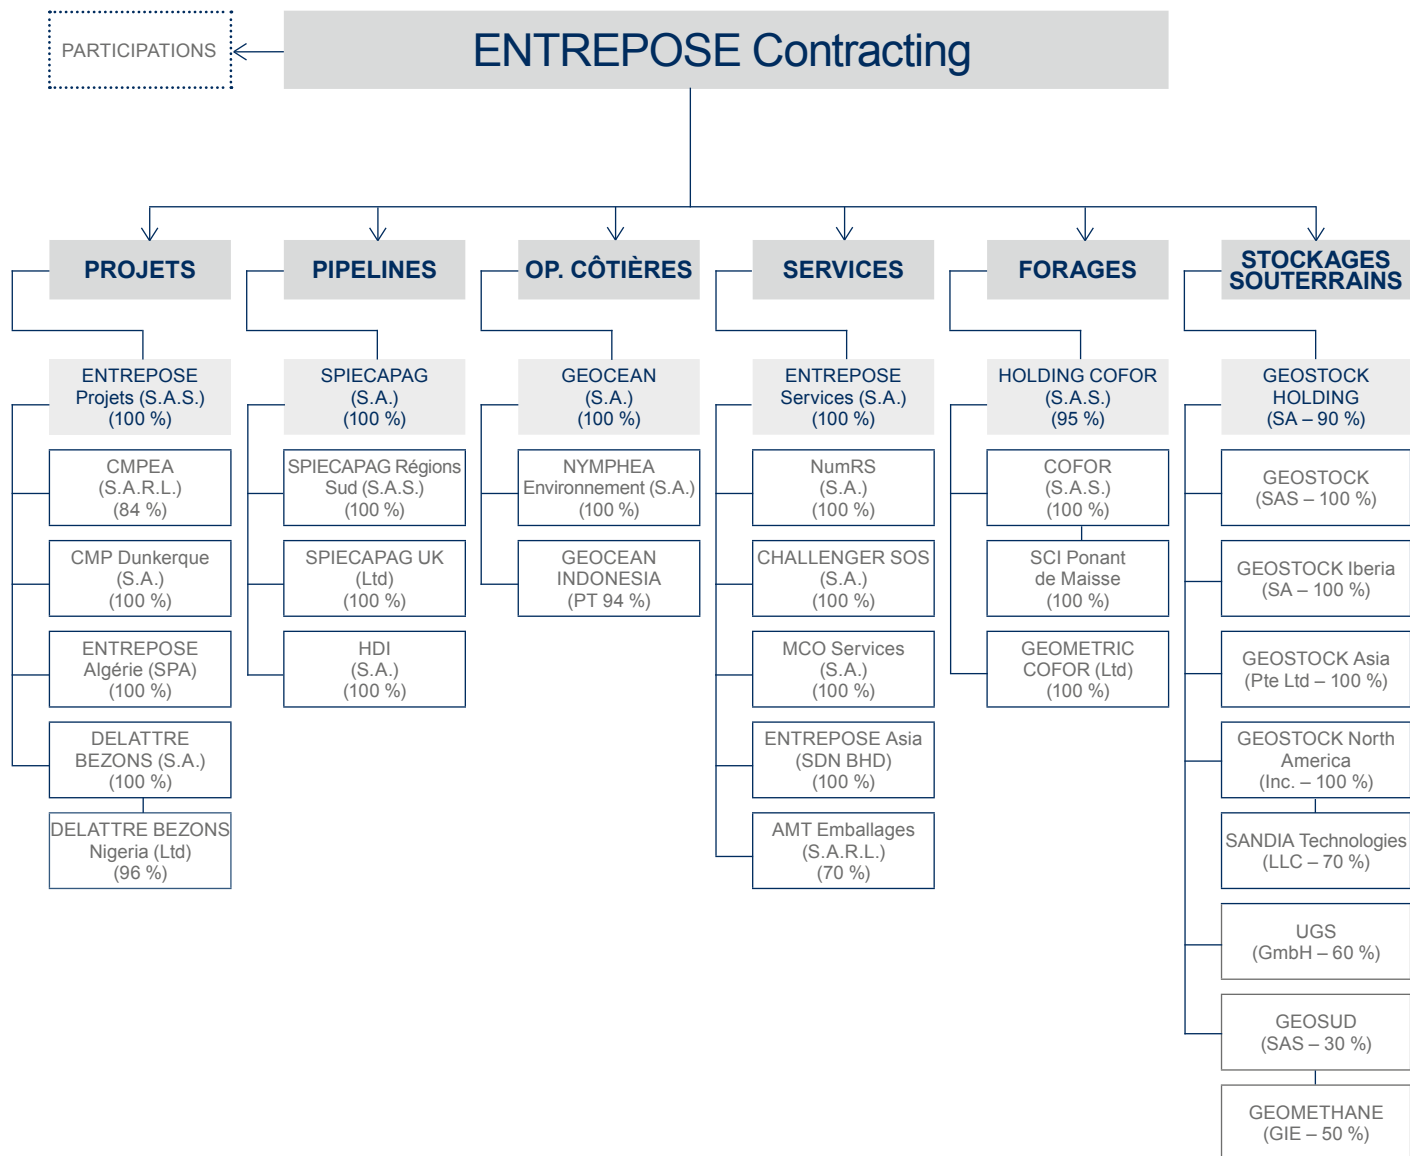 PARTICIPATIONS
ENTREPOSE Contracting
PROJETS
ENTREPOSE
Projets (S.A.S.)
(100 %)
CMPEA
(S.A.R.L.)
(84 %)
CMP Dunkerque
(S.A.)
(100 %)
ENTREPOSE
Algérie (SPA)
(100 %)
DELATTRE
BEZONS (S.A.)
(100 %)
DELATTRE BEZONS
Nigeria (Ltd)
(96 %)
PIPELINES
SPIECAPAG
(S.A.)
(100 %)
SPIECAPAG Régions
Sud (S.A.S.)
(100 %)
SPIECAPAG UK
(Ltd)
(100 %)
HDI
(S.A.)
(100 %)
OP. CÔTIÈRES
GEOCEAN
(S.A.)
(100 %)
NYMPHEA
Environnement (S.A.)
(100 %)
GEOCEAN
INDONESIA
(PT 94 %)
SERVICES
ENTREPOSE
Services (S.A.)
(100 %)
NumRS
(S.A.)
(100 %)
CHALLENGER SOS
(S.A.)
(100 %)
MCO Services
(S.A.)
(100 %)
ENTREPOSE Asia
(SDN BHD)
(100 %)
AMT Emballages
(S.A.R.L.)
(70 %)
FORAGES
HOLDING COFOR
(S.A.S.)
(95 %)
COFOR
(S.A.S.)
(100 %)
SCI Ponant
de Maisse
(100 %)
GEOMETRIC
COFOR (Ltd)
(100 %)
STOCKAGES
SOUTERRAINS
GEOSTOCK
HOLDING
(SA – 90 %)
GEOSTOCK
(SAS – 100 %)
GEOSTOCK Iberia
(SA – 100 %)
GEOSTOCK Asia
(Pte Ltd – 100 %)
GEOSTOCK North
America
(Inc. – 100 %)
SANDIA Technologies
(LLC – 70 %)
UGS
(GmbH – 60 %)
GEOSUD
(SAS – 30 %)
GEOMETHANE
(GIE – 50 %)